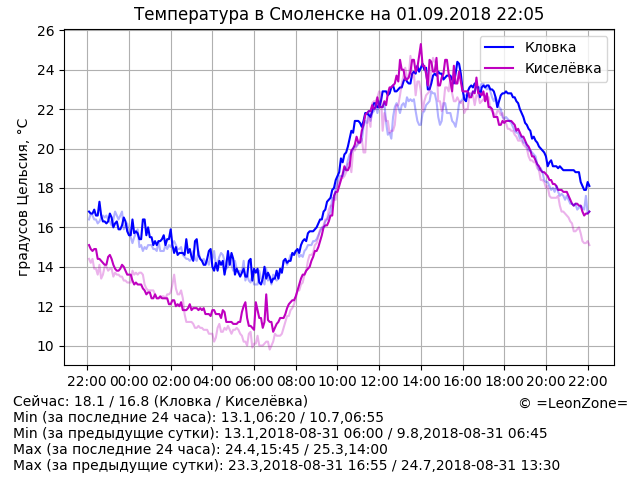 Температура в Смоленске на 01.09.2018 22:05
26
24
22
20
18
16
14
12
10
градусов Цельсия, °C
Кловка
Киселёвка
22:00 00:00 02:00 04:00 06:00 08:00 10:00 12:00 14:00 16:00 18:00 20:00 22:00
Сейчас: 18.1 / 16.8 (Кловка / Киселёвка)
© =LeonZone=
Min (за последние 24 часа): 13.1,06:20 / 10.7,06:55
Min (за предыдущие сутки): 13.1,2018-08-31 06:00 / 9.8,2018-08-31 06:45
Max (за последние 24 часа): 24.4,15:45 / 25.3,14:00
Max (за предыдущие сутки): 23.3,2018-08-31 16:55 / 24.7,2018-08-31 13:30